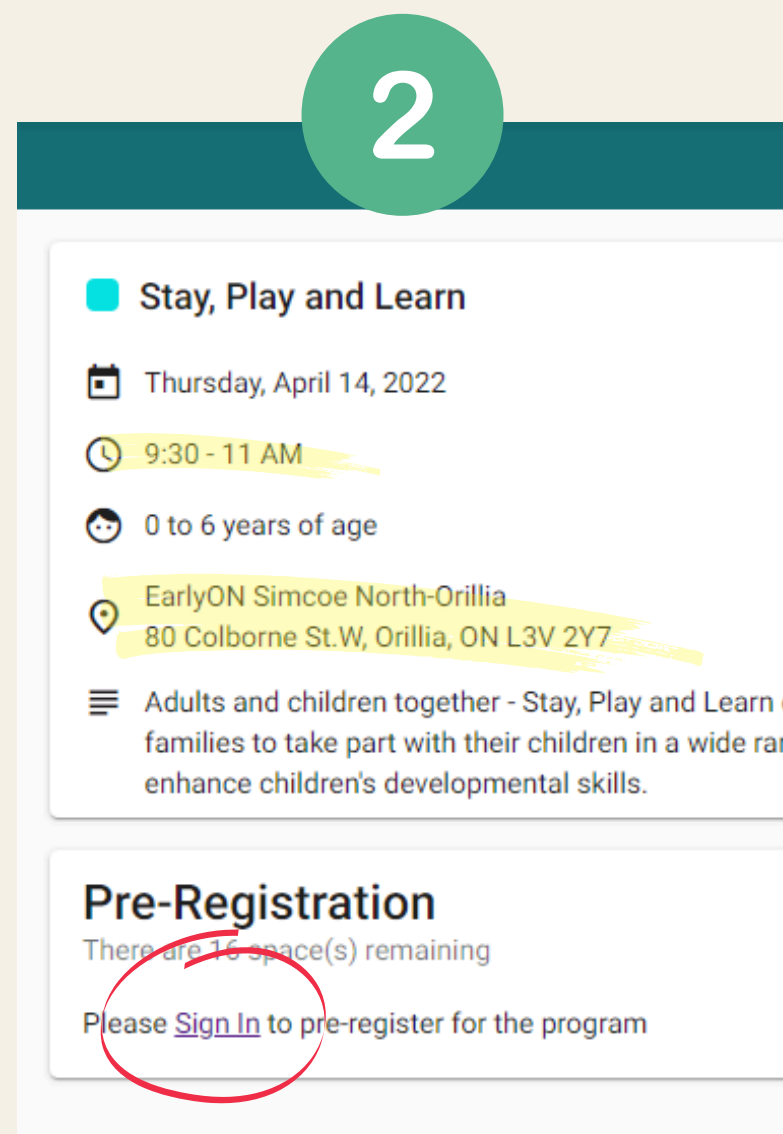 2
Stay, Play and Learn
Thursday, April 14, 2022
9:30 - 11 AM
0 to 6 years of age
EarlyON Simcoe North-Orillia
80 Colborne St.W, Orillia, ON L3V 2Y7
Adults and children together - Stay, Play and Learn
families to take part with their children in a wide
enhance children's developmental skills.
Pre-Registration
There are 16 space(s) remaining
Please Sign In to pre-register for the program